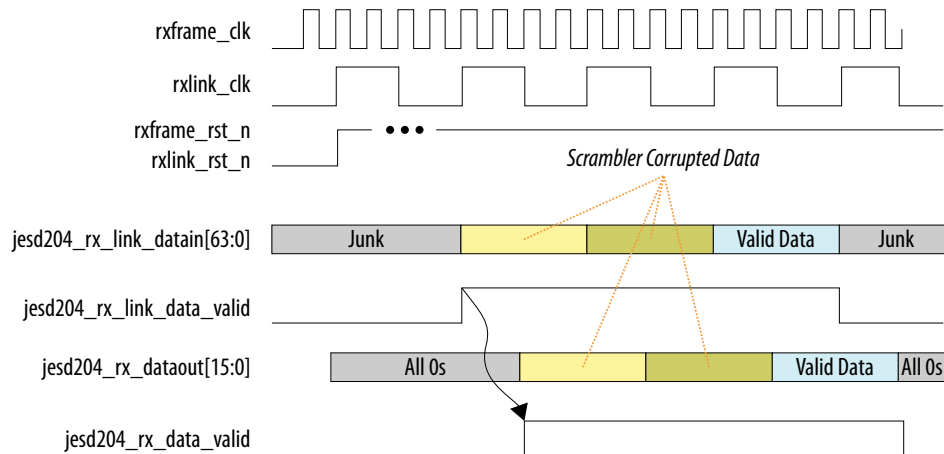 rxframe_clk
rxlink_clk
rxframe_rst_n
rxlink_rst_n
Scrambler Corrupted Data
jesd204_rx_link_datain[63:0]
Junk
Valid Data
Junk
jesd204_rx_link_data_valid
jesd204_rx_dataout[15:0]
All 0s
Valid Data
All 0s
jesd204_rx_data_valid